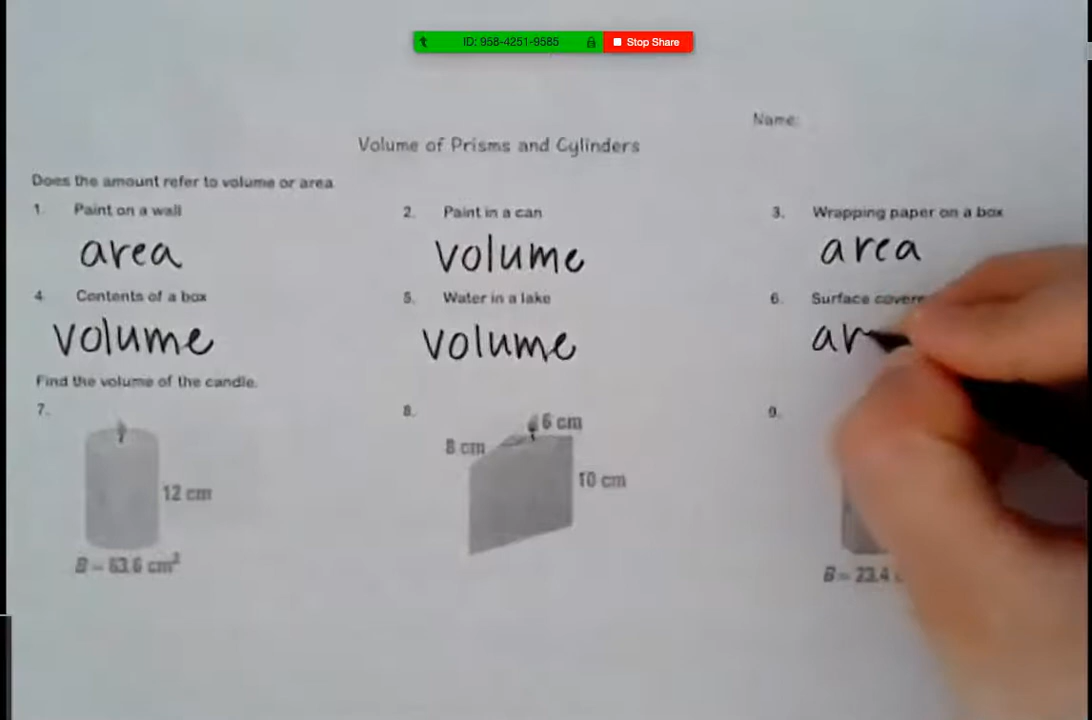 ID: 958-4251-9585 Stop Share
Name:
Volume of Prisms and Cylinders
Does the amount refer to volume or area
1. Paint on a wall 2. Paint in a can 3. Wrapping paper on a box
area volume area
4. Contents of a box 5. Water in a lake 6. Surface
volume volume ar
Find the volume of the candle.
7. 8. 9.
6 cm
8 cm
12 cm 10 cm
B = 63.6 cm² B = 23.4